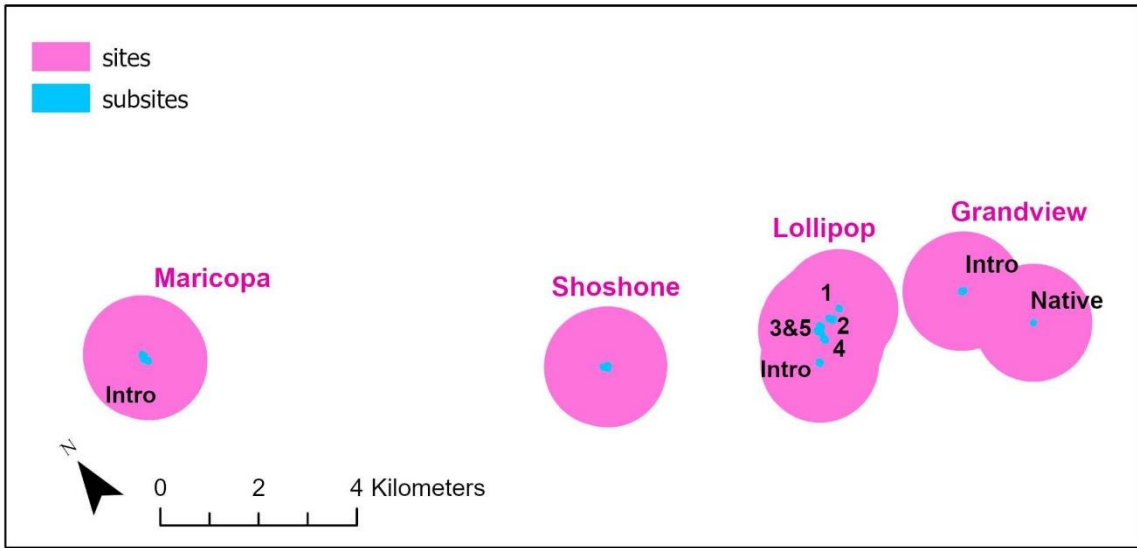 sites
subsites
Grandview
Lollipop
Intro
Maricopa
Shoshone
1
Native
3&5
2
4
Intro
Intro
N
0 2 4 Kilometers